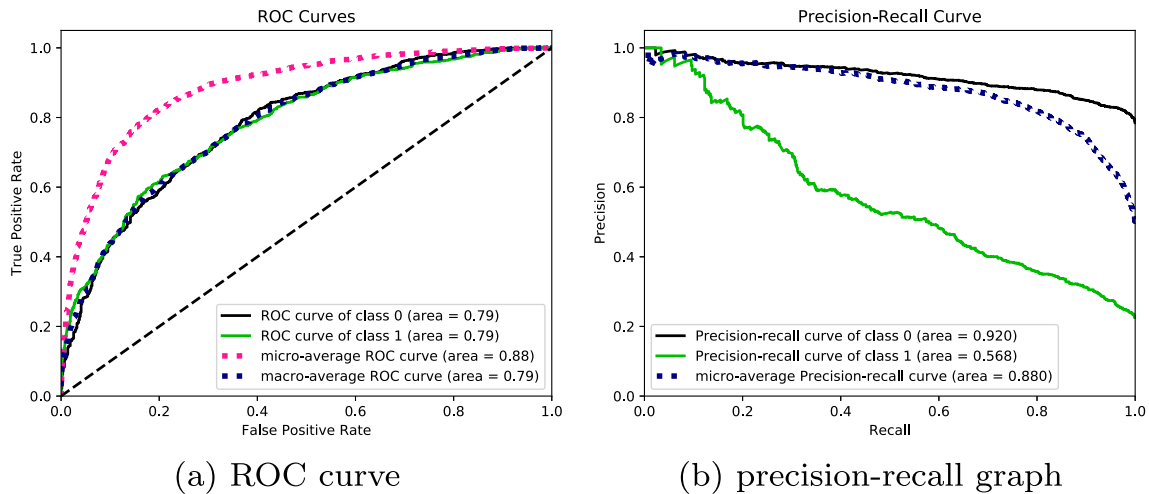 ROC Curves
1.0
0.8
0.6
0.4
0.2
0.0
True Positive Rate
ROC curve of class 0 (area = 0.79)
ROC curve of class 1 (area = 0.79)
micro-average ROC curve (area = 0.88)
macro-average ROC curve (area = 0.79)
0.0 0.2 0.4 0.6 0.8 1.0
False Positive Rate
(a) ROC curve
Precision-Recall Curve
1.0
0.8
0.6
0.4
0.2
0.0
Precision
Precision-recall curve of class 0 (area = 0.920)
Precision-recall curve of class 1 (area = 0.568)
micro-average Precision-recall curve (area = 0.880)
0.0 0.2 0.4 0.6 0.8 1.0
Recall
(b) precision-recall graph